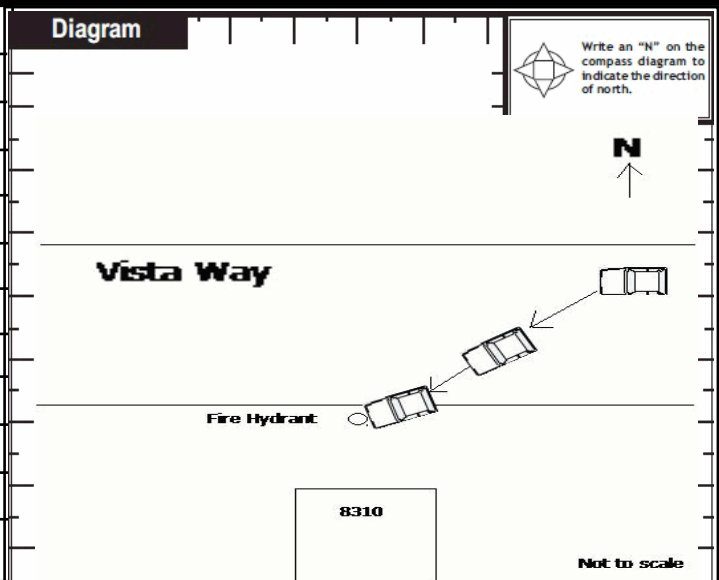 Diagram
Write an “N” on the
compass diagram to
indicate the direction
of north.
N
Vista Way
Fire Hydrant
8310
Not to scale